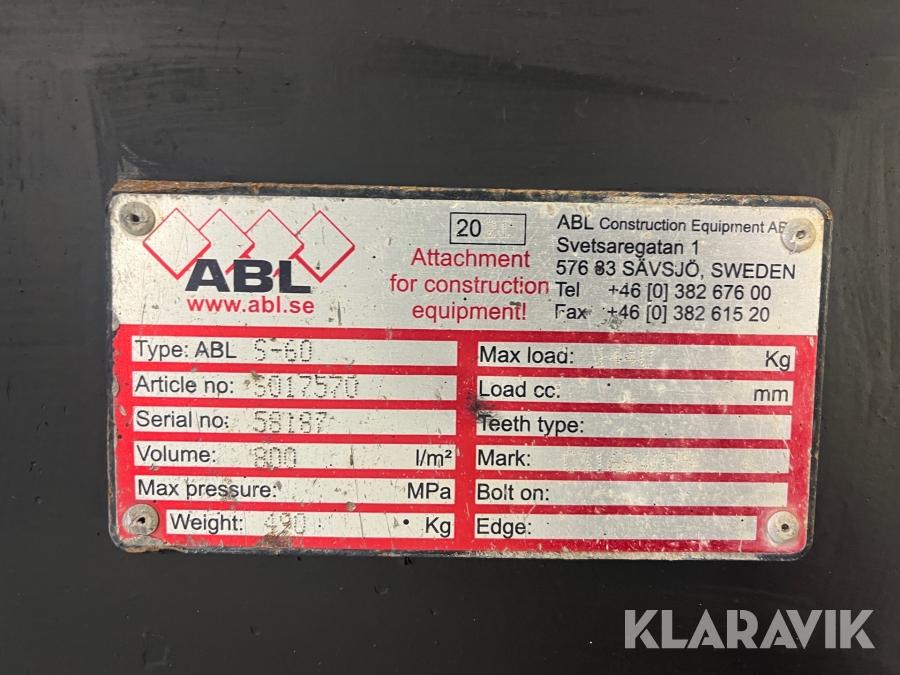 ABL
www.abl.se
20
Attachment
for construction
equipment!
ABL Construction Equipment AB
Svetsaregatan 1
576 83 SÄVSJÖ, SWEDEN
Tel +46 [0] 382 676 00
Fax +46 [0] 382 615 20
Type: ABL S-60
Article no: 5017570
Serial no: 58187
Volume: 800 l/m²
Max pressure: MPa
Weight: 490 Kg
Max load: Kg
Load cc. mm
Teeth type:
Mark:
Bolt on:
Edge:
KLARAVIK